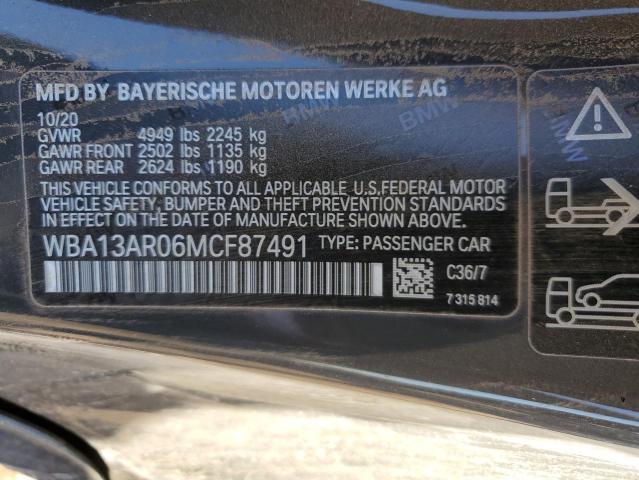 MFD BY BAYERISCHE MOTOREN WERKE AG
10/20
GVWR 4949 lbs 2245 kg
GAWR FRONT 2502 lbs 1135 kg
GAWR REAR 2624 lbs 1190 kg
THIS VEHICLE CONFORMS TO ALL APPLICABLE U.S.FEDERAL MOTOR
VEHICLE SAFETY, BUMPER AND THEFT PREVENTION STANDARDS
IN EFFECT ON THE DATE OF MANUFACTURE SHOWN ABOVE.
WBA13AR06MCF87491 TYPE: PASSENGER CAR
C36/7
7 315 814
BMW
BMW
BMW